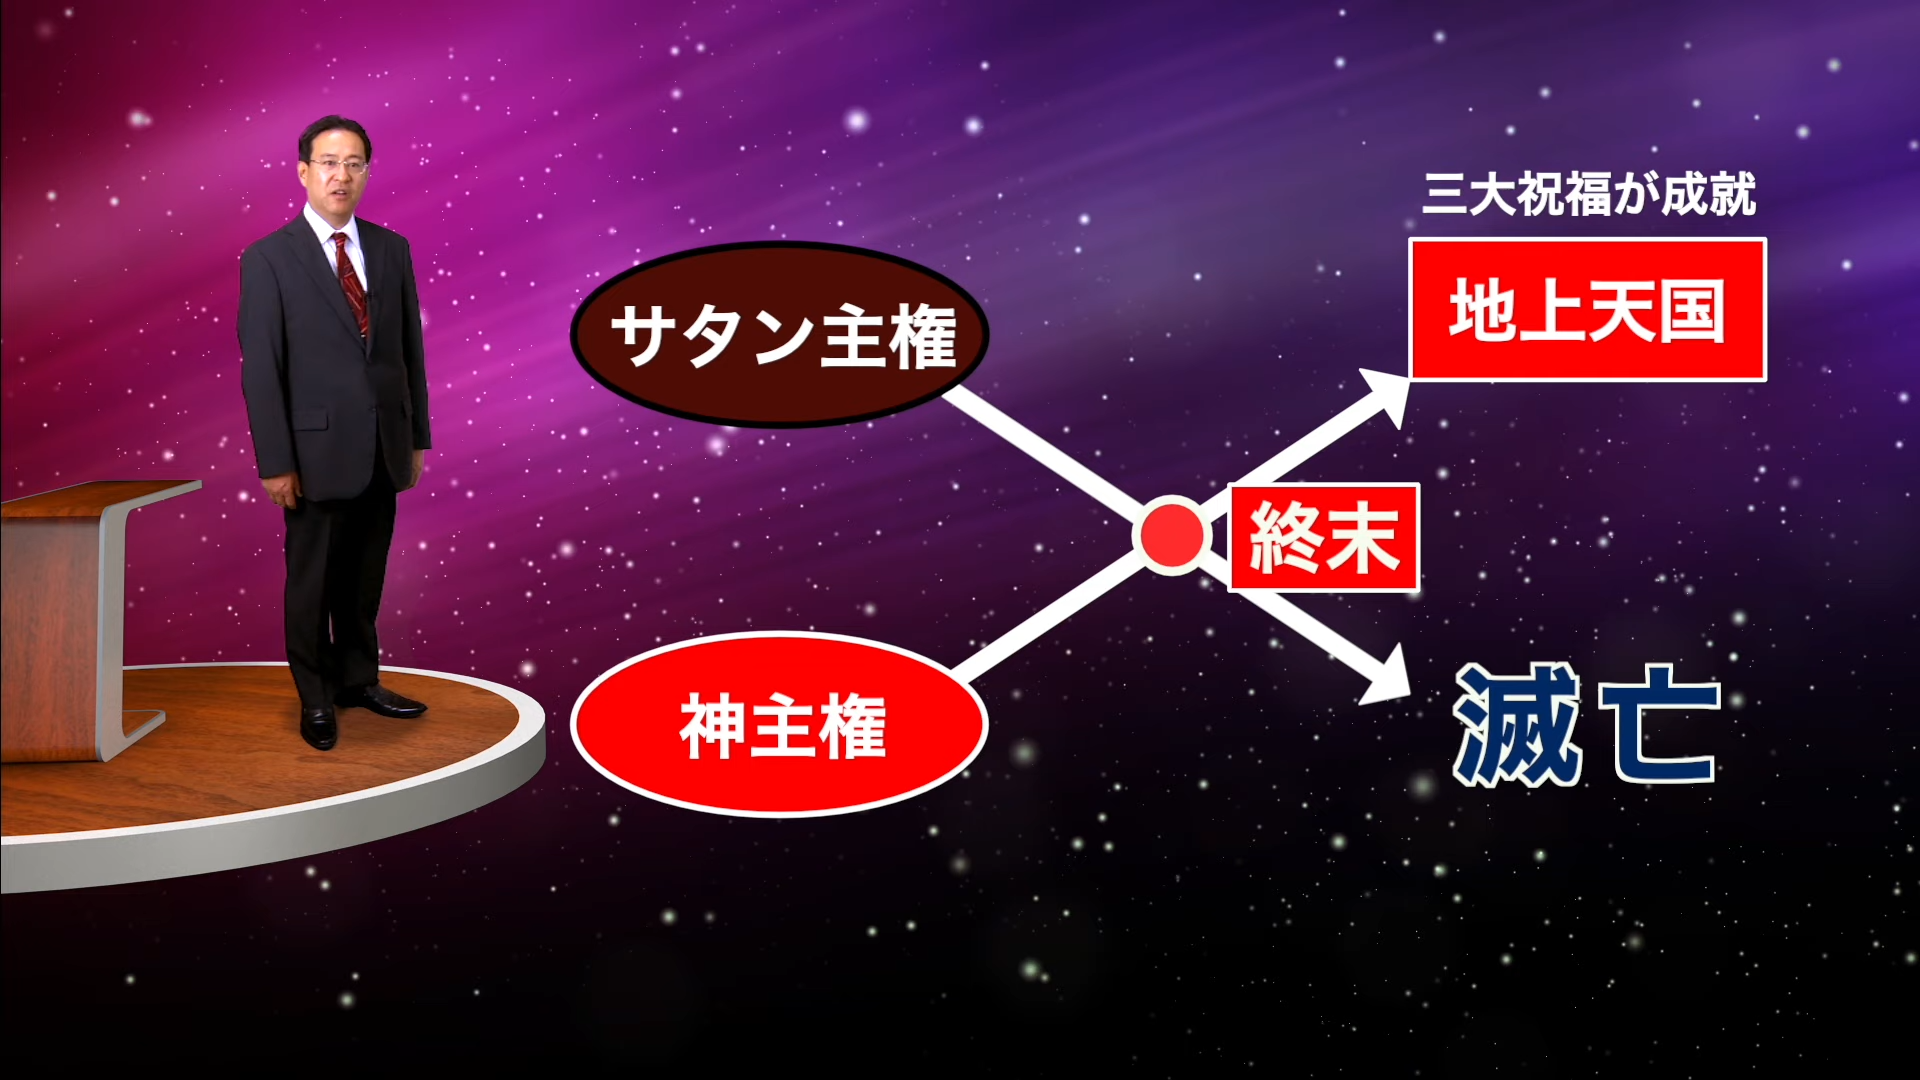 三大祝福が成就
地上天国
サタン主権
終末
神主権
滅亡